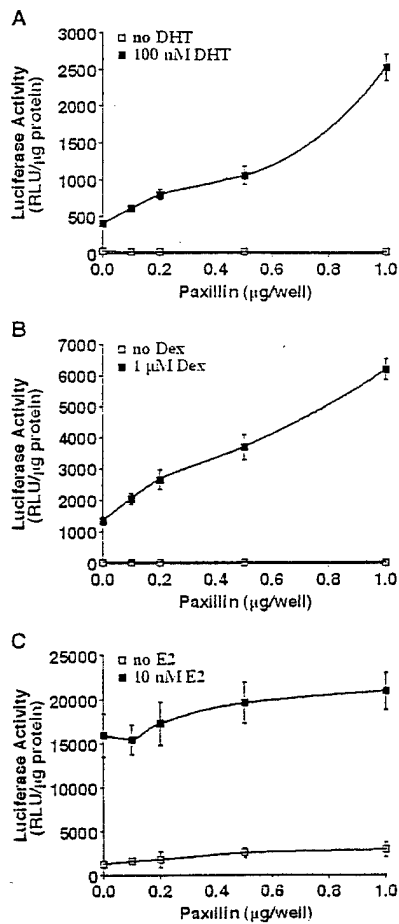 A
no DHT
100 nM DHT
Luciferase Activity
(RLU/μg protein)
3000
2500
2000
1500
1000
500
0
0.0 0.2 0.4 0.6 0.8 1.0
Paxillin (μg/well)
B
no Dex
1 μM Dex
Luciferase Activity
(RLU/μg protein)
7000
6000
5000
4000
3000
2000
1000
0
0.0 0.2 0.4 0.6 0.8 1.0
Paxillin (μg/well)
C
no E2
10 nM E2
Luciferase Activity
(RLU/μg protein)
25000
20000
15000
10000
5000
0
0.0 0.2 0.4 0.6 0.8 1.0
Paxillin (μg/well)